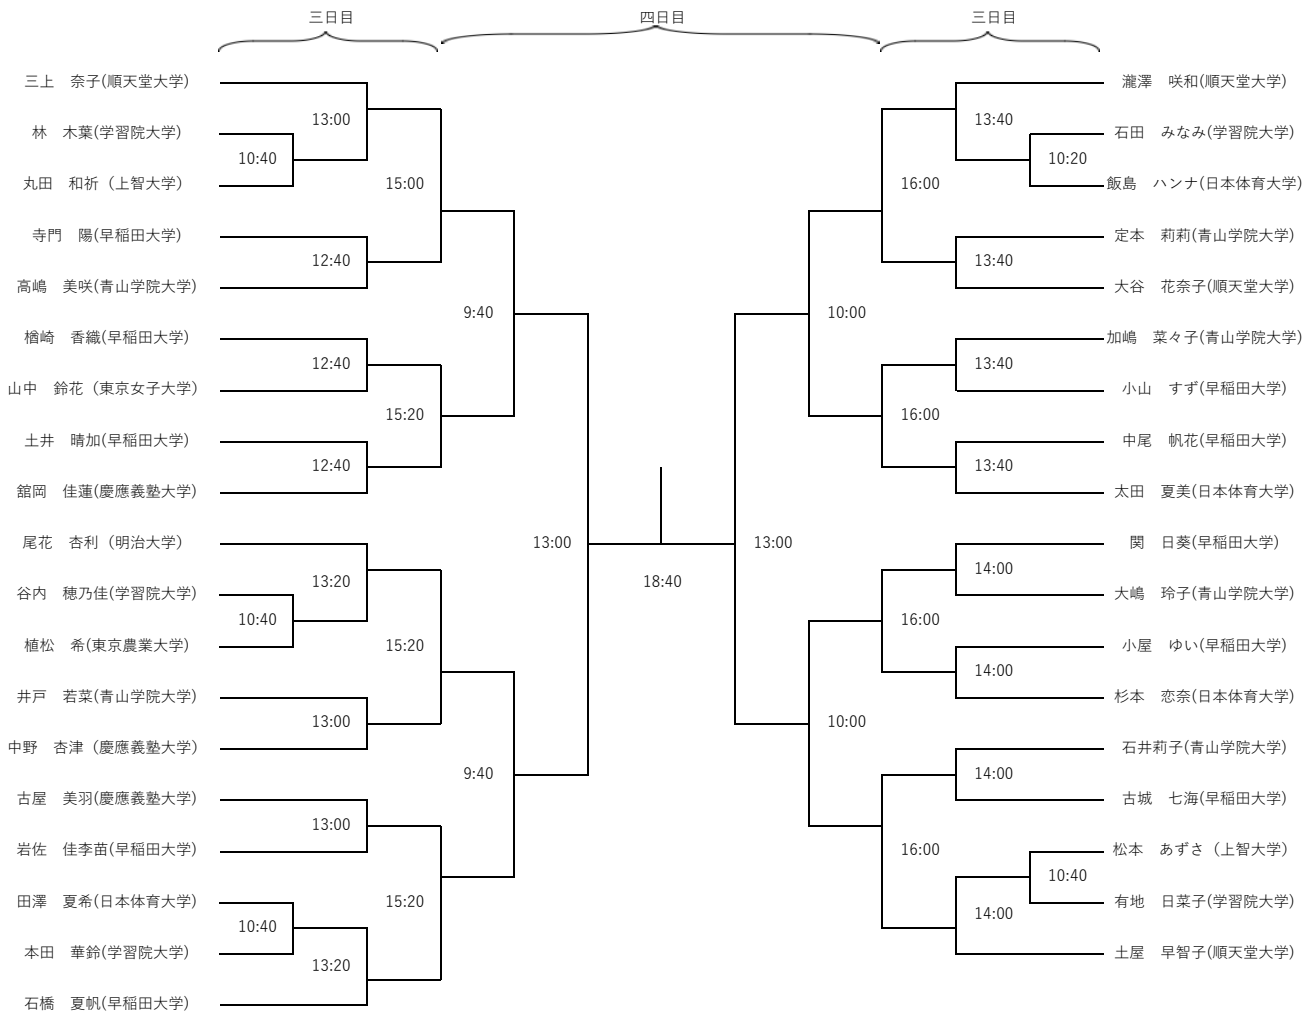 三日目 四日目 三日目
三上　奈子(順天堂大学) 瀧澤　咲和(順天堂大学)
13:00 13:40
林　木葉(学習院大学) 石田　みなみ(学習院大学)
10:40 10:20
丸田　和祈（上智大学） 飯島　ハンナ(日本体育大学)
15:00 16:00
寺門　陽(早稲田大学) 定本　莉莉(青山学院大学)
12:40 13:40
高嶋　美咲(青山学院大学) 大谷　花奈子(順天堂大学)
9:40 10:00
楢崎　香織(早稲田大学) 加嶋　菜々子(青山学院大学)
12:40 13:40
山中　鈴花（東京女子大学） 小山　すず(早稲田大学)
15:20 16:00
土井　晴加(早稲田大学) 中尾　帆花(早稲田大学)
12:40 13:40
舘岡　佳蓮(慶應義塾大学) 太田　夏美(日本体育大学)
尾花　杏利（明治大学） 13:00 13:00 関　日葵(早稲田大学)
13:20 18:40 14:00
谷内　穂乃佳(学習院大学) 大嶋　玲子(青山学院大学)
10:40 16:00
植松　希(東京農業大学) 15:20 小屋　ゆい(早稲田大学)
14:00
井戸　若菜(青山学院大学) 杉本　恋奈(日本体育大学)
13:00 10:00
中野　杏津（慶應義塾大学） 石井莉子(青山学院大学)
9:40 14:00
古屋　美羽(慶應義塾大学) 古城　七海(早稲田大学)
13:00
岩佐　佳李苗(早稲田大学) 16:00 松本　あずさ（上智大学）
10:40
田澤　夏希(日本体育大学) 15:20 有地　日菜子(学習院大学)
10:40 14:00
本田　華鈴(学習院大学) 土屋　早智子(順天堂大学)
13:20
石橋　夏帆(早稲田大学)